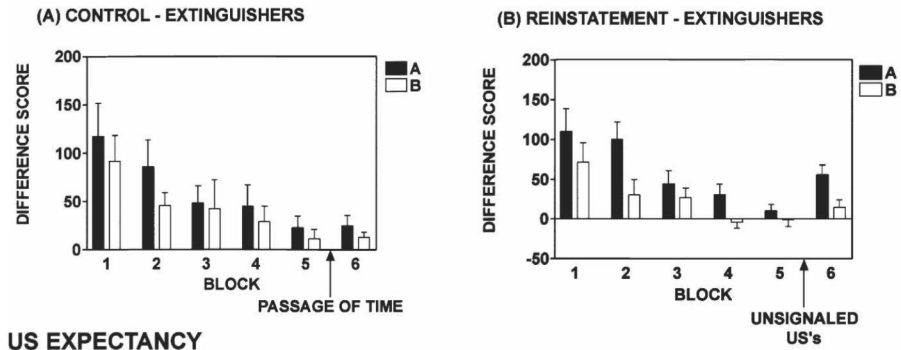 (A) CONTROL - EXTINGUISHERS
200
150
100
50
0
DIFFERENCE SCORE
A
B
1 2 3 4 5 6
BLOCK
PASSAGE OF TIME
(B) REINSTATEMENT - EXTINGUISHERS
200
150
100
50
0
-50
DIFFERENCE SCORE
A
B
1 2 3 4 5 6
BLOCK
UNSIGNALED
US's
US EXPECTANCY